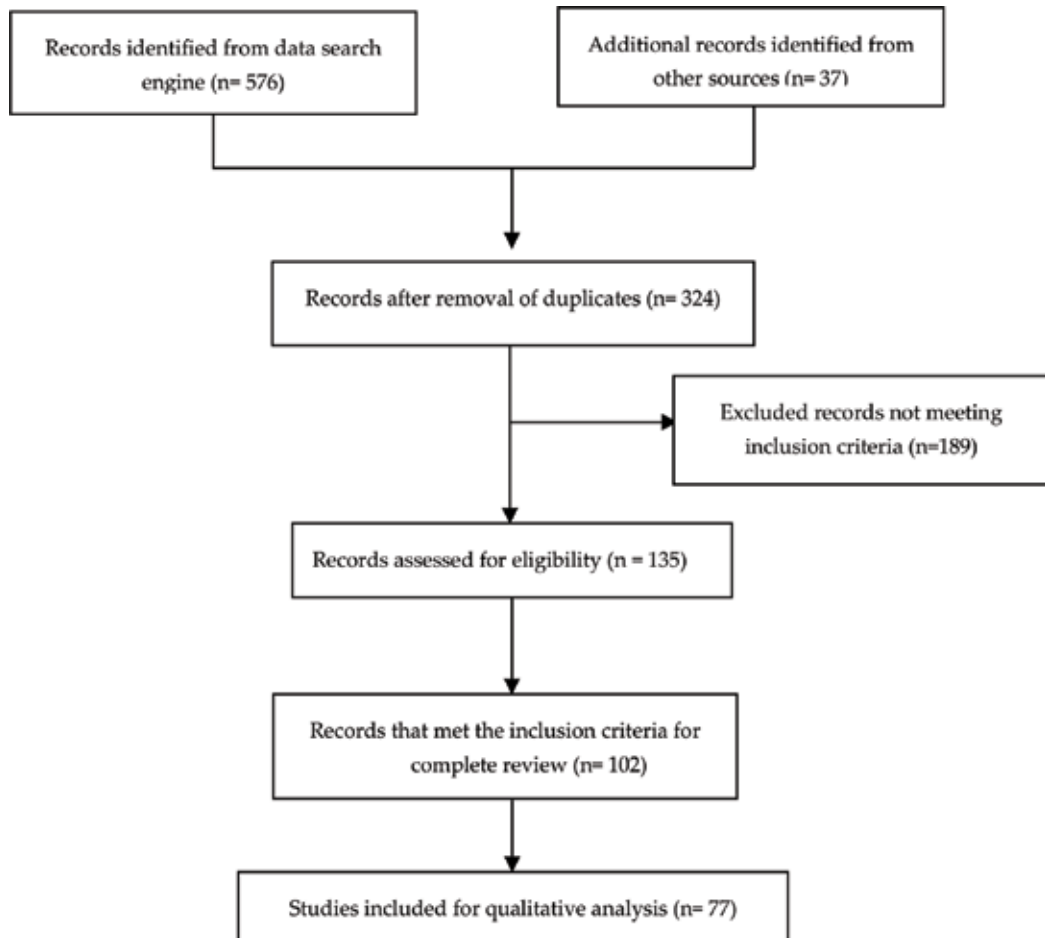 Records identified from data search
engine (n= 576)
Additional records identified from
other sources (n= 37)
Records after removal of duplicates (n= 324)
Excluded records not meeting
inclusion criteria (n=189)
Records assessed for eligibility (n = 135)
Records that met the inclusion criteria for
complete review (n= 102)
Studies included for qualitative analysis (n= 77)